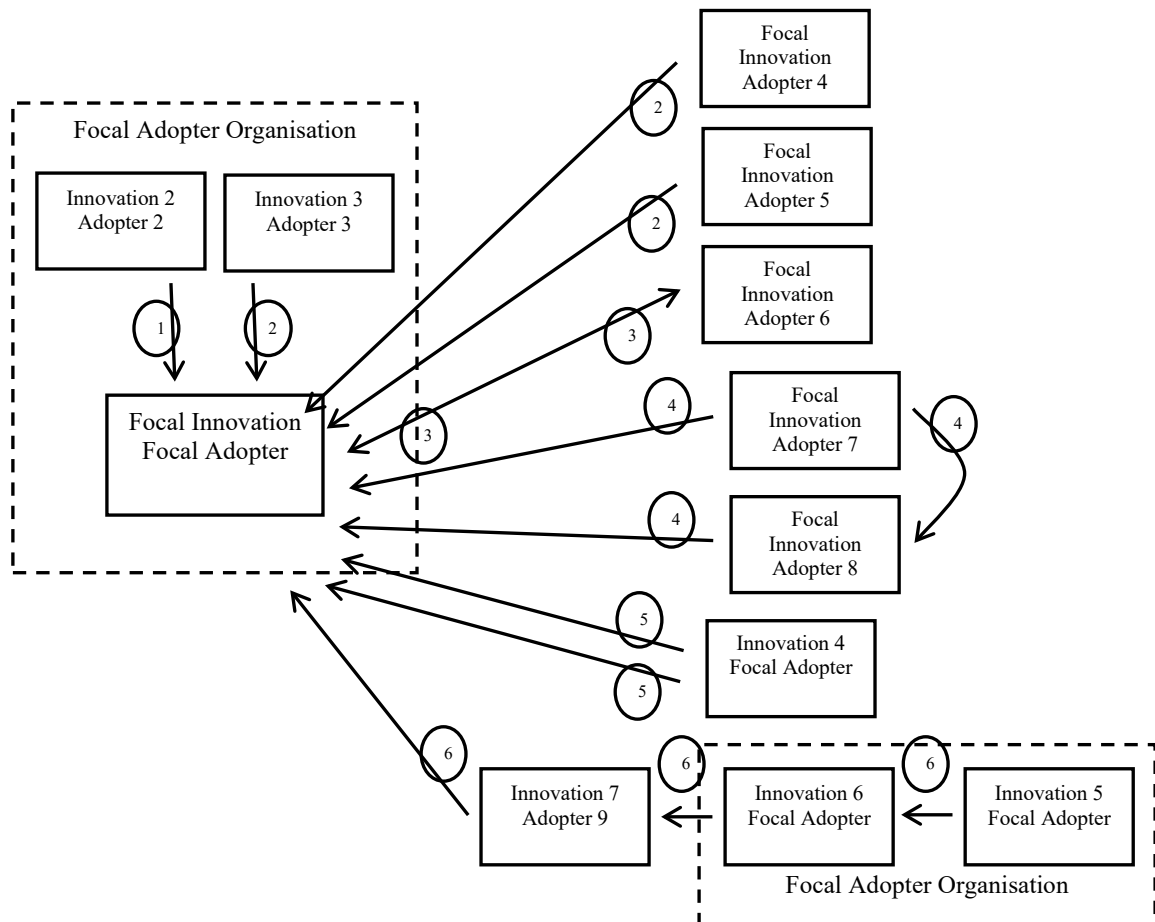 Focal
Innovation
Adopter 4
2
Focal Adopter Organisation
Focal
Innovation
Adopter 5
Innovation 2
Adopter 2
Innovation 3
Adopter 3
2
Focal
Innovation
Adopter 6
1
2
3
Focal Innovation
Focal Adopter
3
4
Focal
Innovation
Adopter 7
4
4
Focal
Innovation
Adopter 8
5
Innovation 4
Focal Adopter
5
6
6
6
Innovation 7
Adopter 9
Innovation 6
Focal Adopter
Innovation 5
Focal Adopter
Focal Adopter Organisation